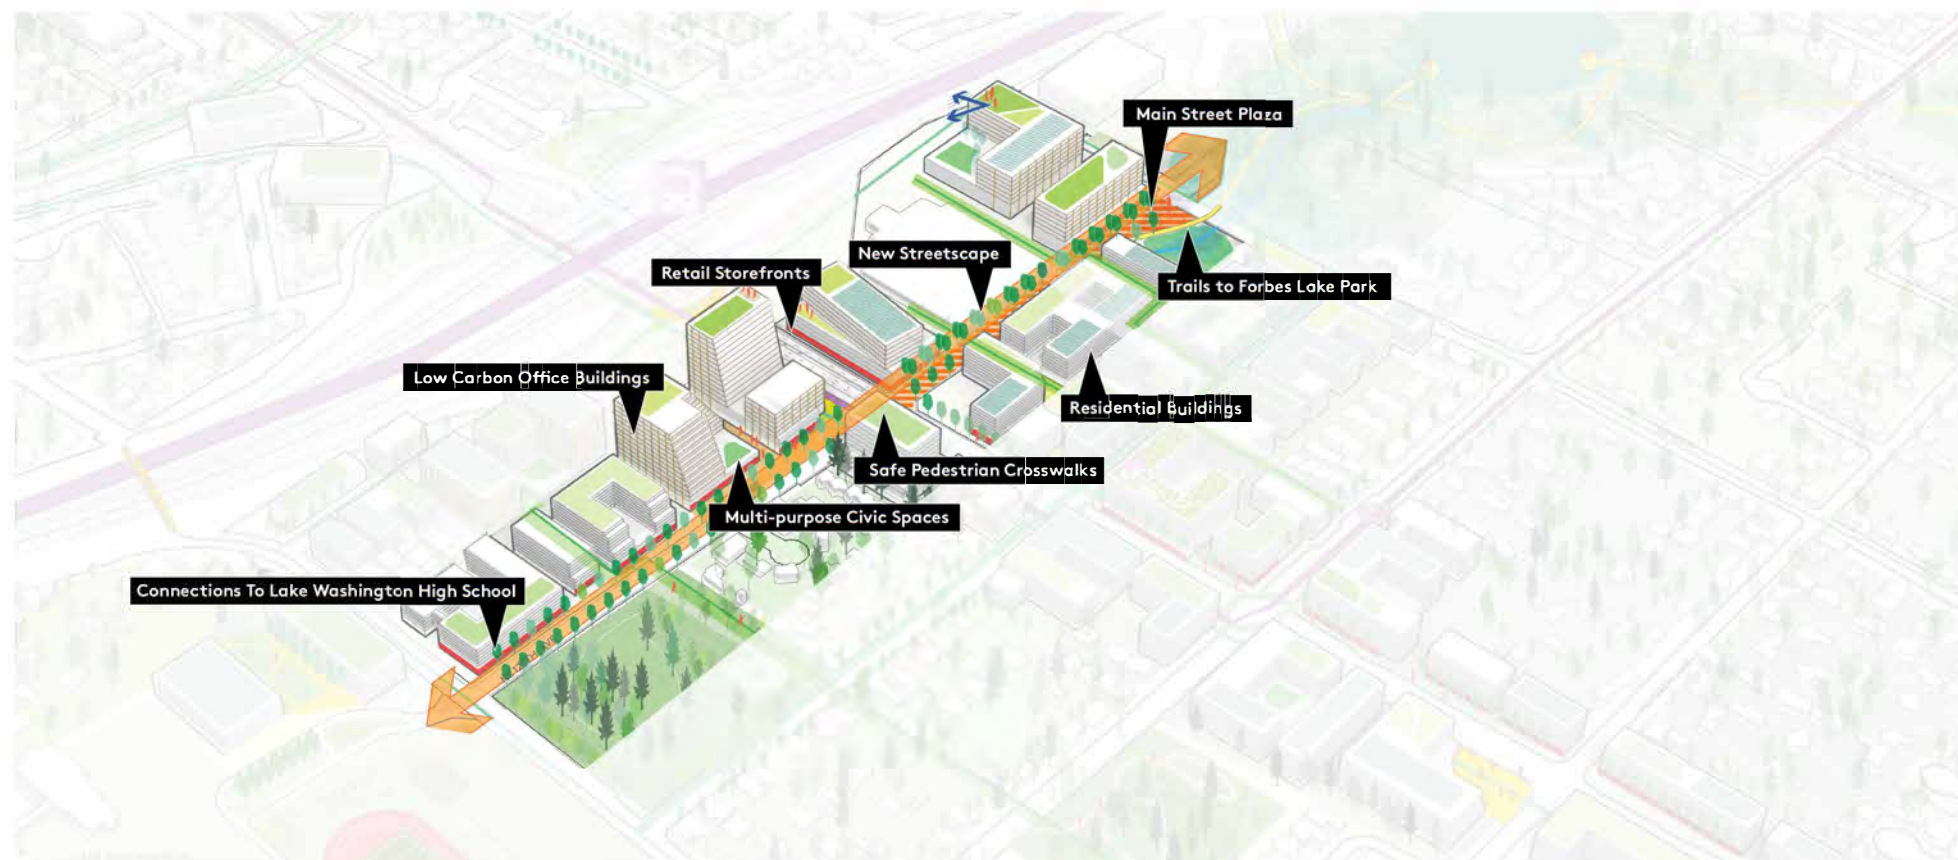 Main Street Plaza
New Streetscape
Retail Storefronts
Trails to Forbes Lake Park
Low Carbon Office Buildings
Residential Buildings
Safe Pedestrian Crosswalks
Multi-purpose Civic Spaces
Connections To Lake Washington High School